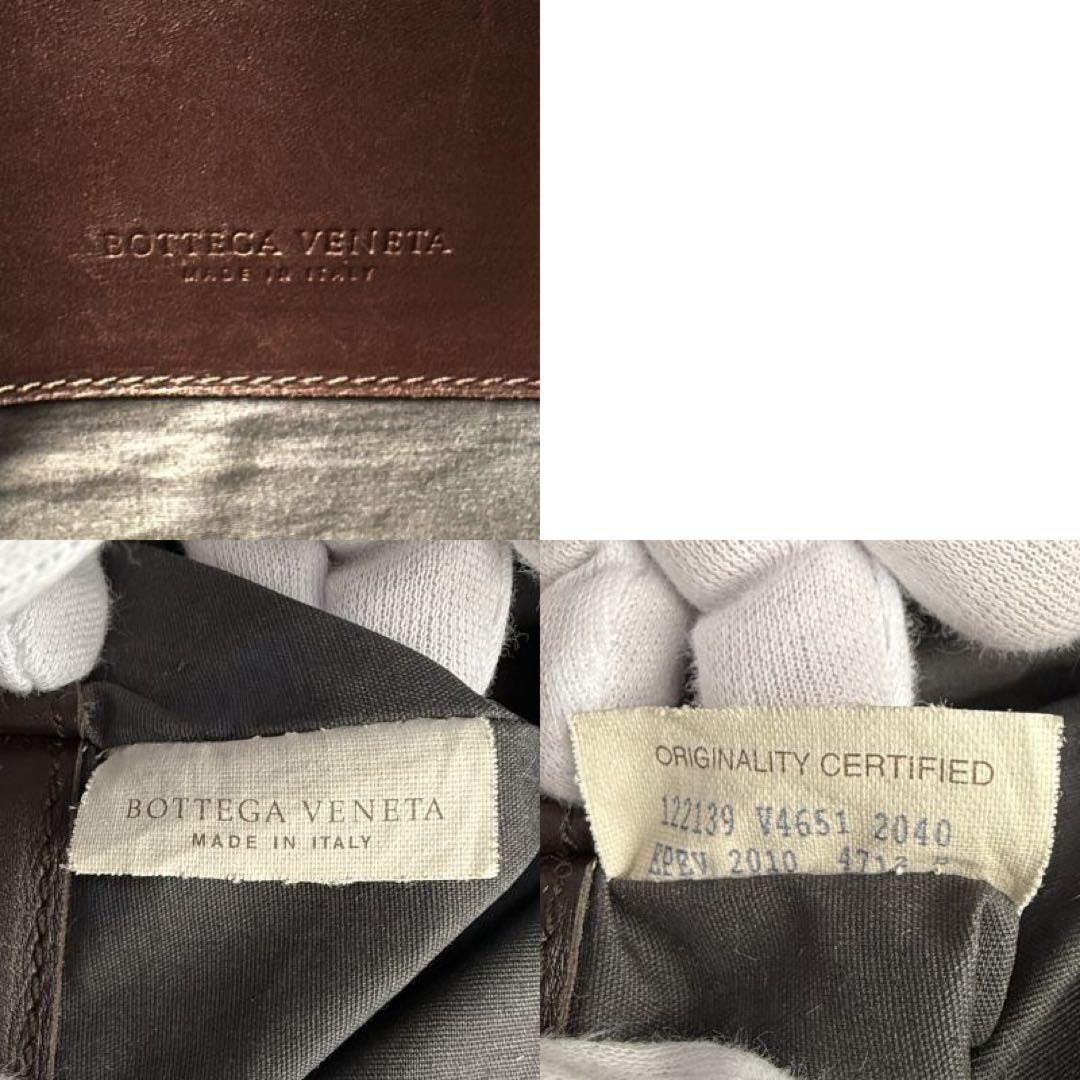 BOTTEGA VENETA
MADE IN ITALY
BOTTEGA VENETA
MADE IN ITALY
ORIGINALITY CERTIFIED
122139 V4651 2040
2010